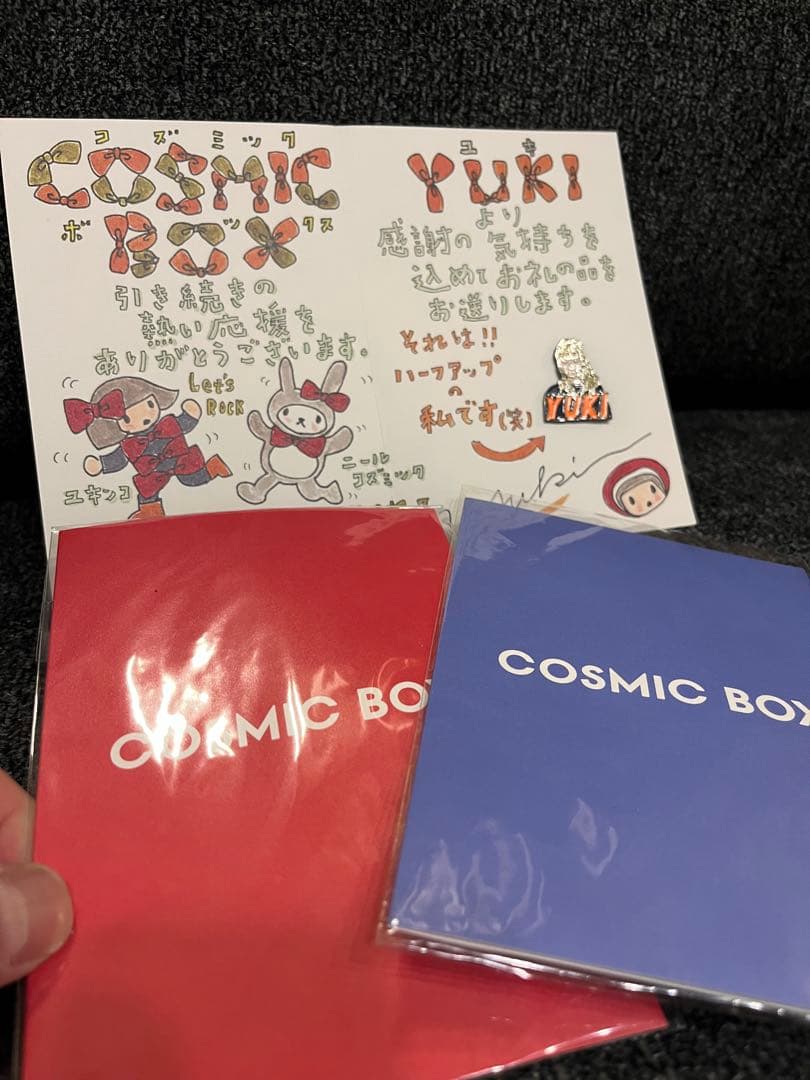 コズミック
COSMIC
ボックス
BOX
引き続きの
熱い応援を
ありがとうございます。
Let's
ROCK
ユキンコ
ニール
コズミック
ユキ
YUKI
より
感謝の気持ちを
込めてお礼の品を
お送りします。
それは!!
ハーフアップ
の
私です(笑)
YUKI
yuki
COSMIC BO
COSMIC BOX